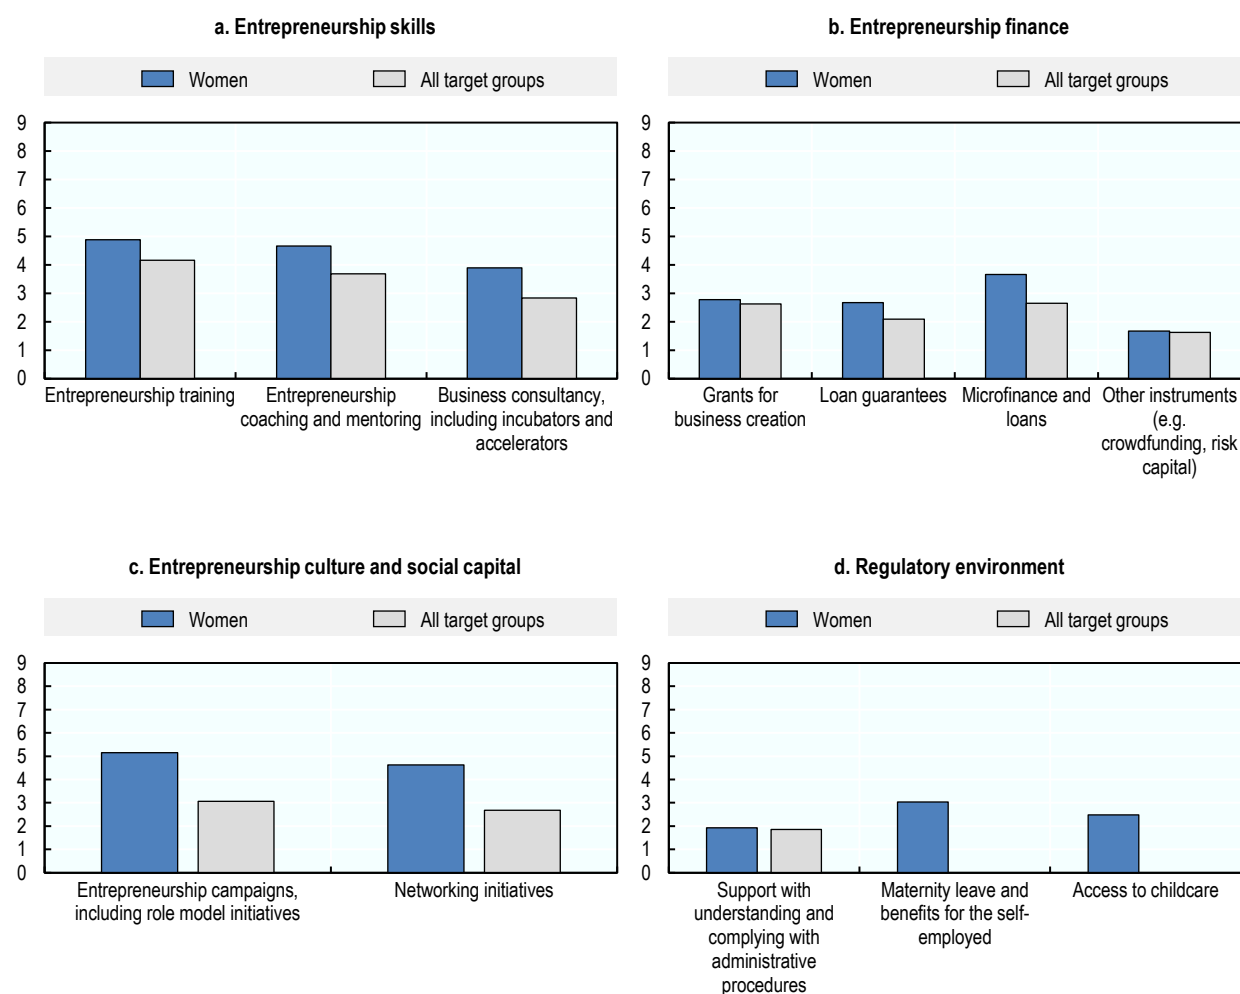 a. Entrepreneurship skills
Women
All target groups
9
8
7
6
5
4
3
2
1
0
Entrepreneurship training
Entrepreneurship
coaching and mentoring
Business consultancy,
including incubators and
accelerators
b. Entrepreneurship finance
Women
All target groups
9
8
7
6
5
4
3
2
1
0
Grants for
business creation
Loan guarantees
Microfinance and
loans
Other instruments
(e.g.
crowdfunding, risk
capital)
c. Entrepreneurship culture and social capital
Women
All target groups
9
8
7
6
5
4
3
2
1
0
Entrepreneurship campaigns,
including role model initiatives
Networking initiatives
d. Regulatory environment
Women
All target groups
9
8
7
6
5
4
3
2
1
0
Support with
understanding and
complying with
administrative
procedures
Maternity leave and
benefits for the self-
employed
Access to childcare